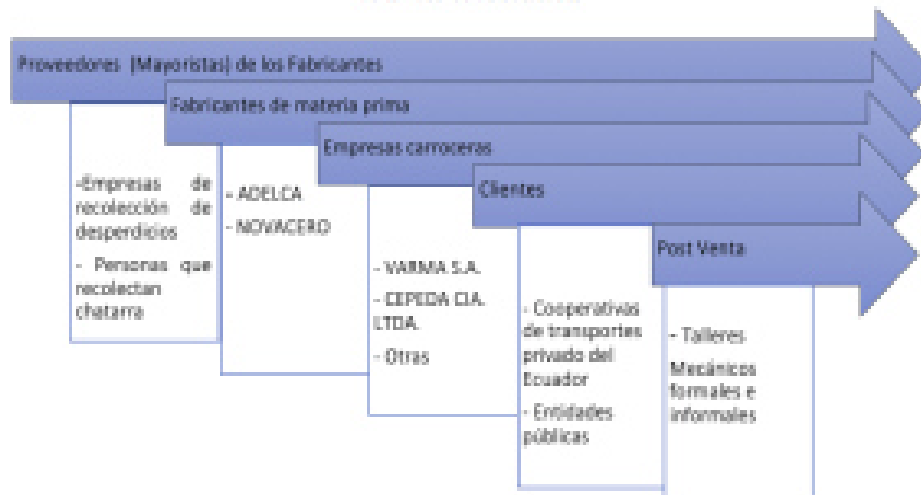 Proveedores (Mayoristas) de los Fabricantes
Fabricantes de materia prima
Empresas carroceras
Clientes
Post Venta
-Empresas de
recolección de
desperdicios
- Personas que
recolectan
chatarra
- ADELCA
- NOVACERO
- VARMA S.A.
- CEPEDA CIA.
LTDA.
- Otras
- Cooperativas
de transportes
privado del
Ecuador
- Entidades
públicas
- Talleres
Mecánicos
formales e
informales